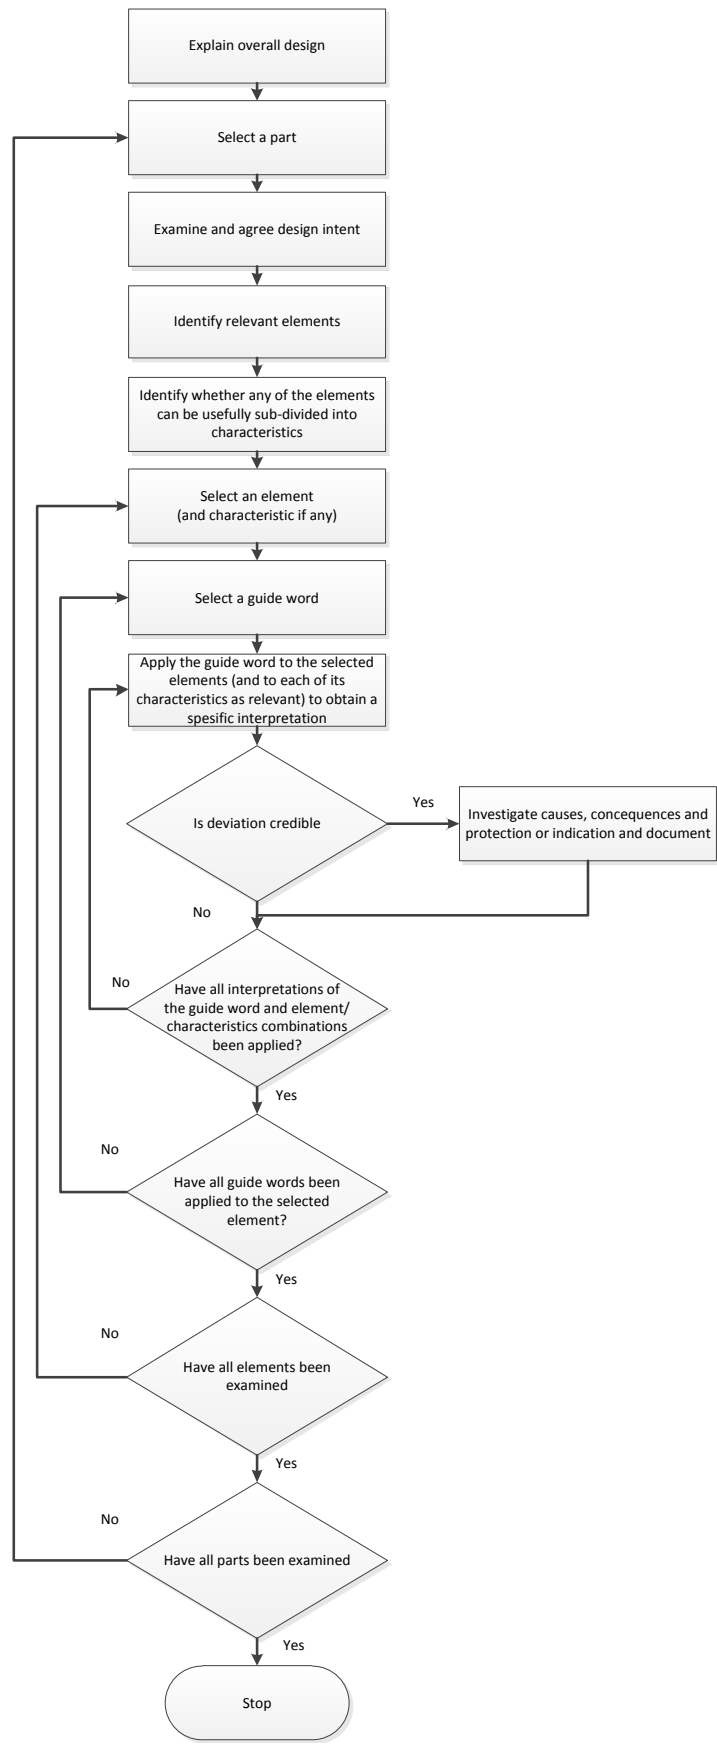 Explain overall design
Select a part
Examine and agree design intent
Identify relevant elements
Identify whether any of the elements
can be usefully sub-divided into
characteristics
Select an element
(and characteristic if any)
Select a guide word
Apply the guide word to the selected
elements (and to each of its
characteristics as relevant) to obtain a
spesific interpretation
Is deviation credible
Yes
Investigate causes, concequences and
protection or indication and document
No
No
Have all interpretations of
the guide word and element/
characteristics combinations
been applied?
Yes
No
Have all guide words been
applied to the selected
element?
Yes
No
Have all elements been
examined
Yes
No
Have all parts been examined
Yes
Stop